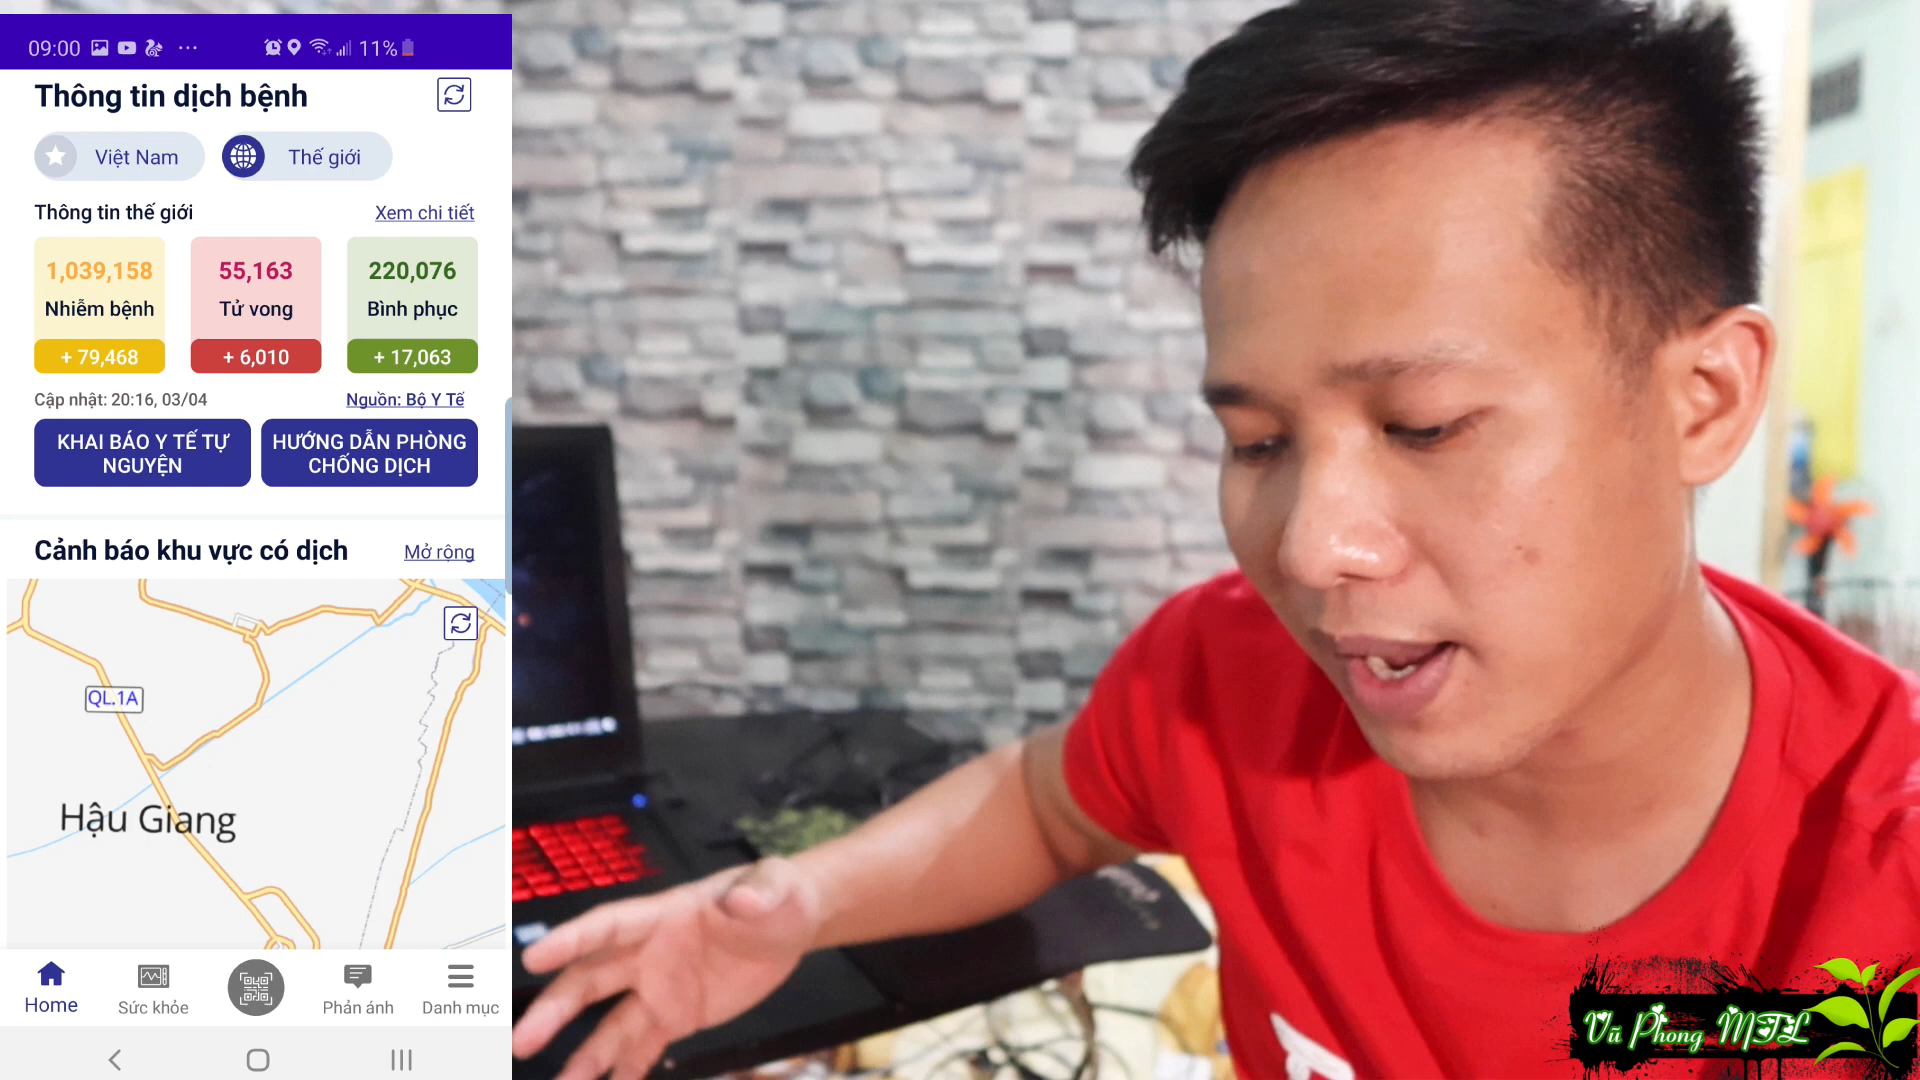 09:00
11%
Thông tin dịch bệnh
Việt Nam
Thế giới
Thông tin thế giới
Xem chi tiết
1,039,158
55,163
220,076
Nhiễm bệnh
Tử vong
Bình phục
+ 79,468
+ 6,010
+ 17,063
Cập nhật: 20:16, 03/04
Nguồn: Bộ Y Tế
KHAI BÁO Y TẾ TỰ
NGUYỆN
HƯỚNG DẪN PHÒNG
CHỐNG DỊCH
Cảnh báo khu vực có dịch
Mở rộng
QL.1A
Hậu Giang
Home
Sức khỏe
Phản ánh
Danh mục
Vũ Phong MTL